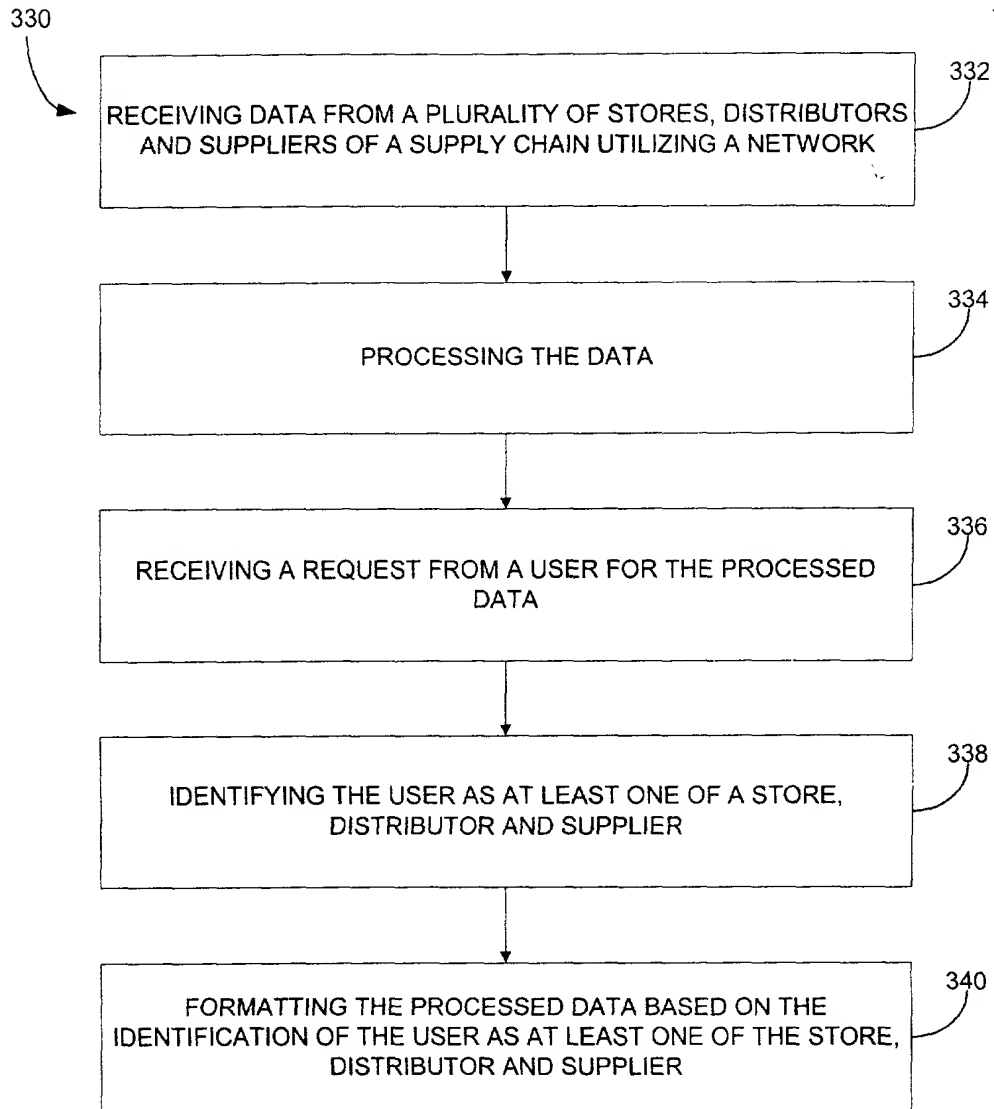 330
332
RECEIVING DATA FROM A PLURALITY OF STORES, DISTRIBUTORS
AND SUPPLIERS OF A SUPPLY CHAIN UTILIZING A NETWORK
334
PROCESSING THE DATA
336
RECEIVING A REQUEST FROM A USER FOR THE PROCESSED
DATA
338
IDENTIFYING THE USER AS AT LEAST ONE OF A STORE,
DISTRIBUTOR AND SUPPLIER
340
FORMATTING THE PROCESSED DATA BASED ON THE
IDENTIFICATION OF THE USER AS AT LEAST ONE OF THE STORE,
DISTRIBUTOR AND SUPPLIER